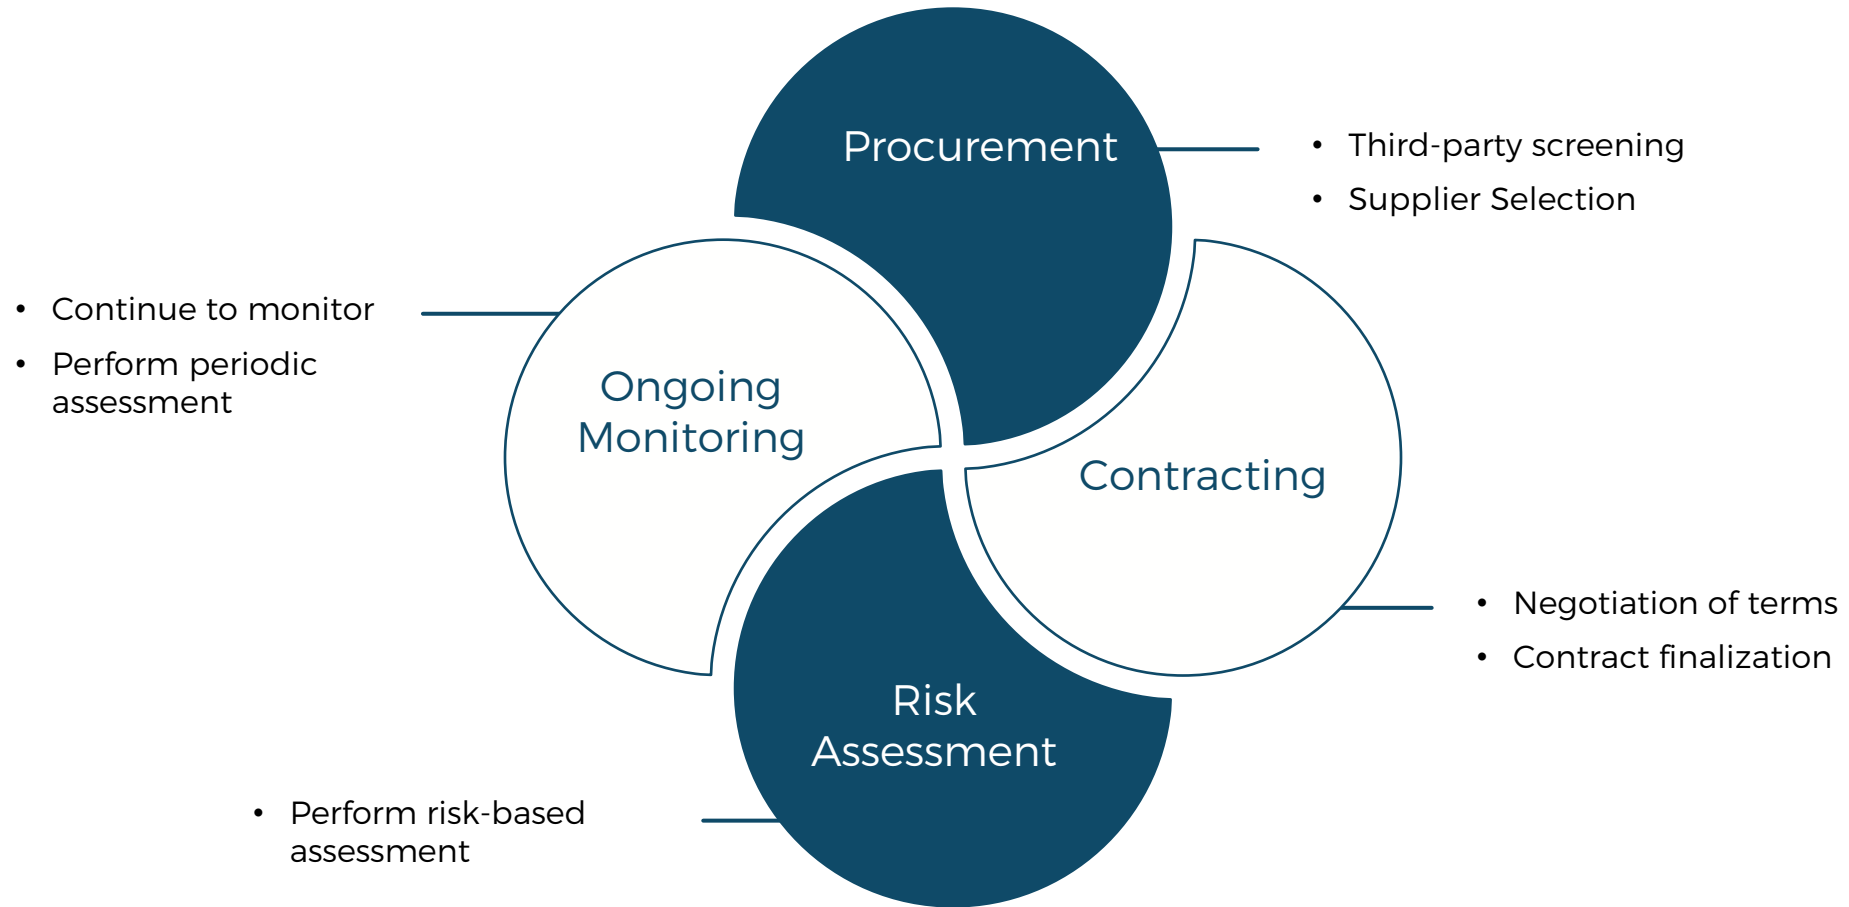 Procurement
• Third-party screening
• Supplier Selection
• Continue to monitor
• Perform periodic
assessment
Ongoing
Monitoring
Contracting
• Negotiation of terms
• Contract finalization
Risk
Assessment
• Perform risk-based
assessment